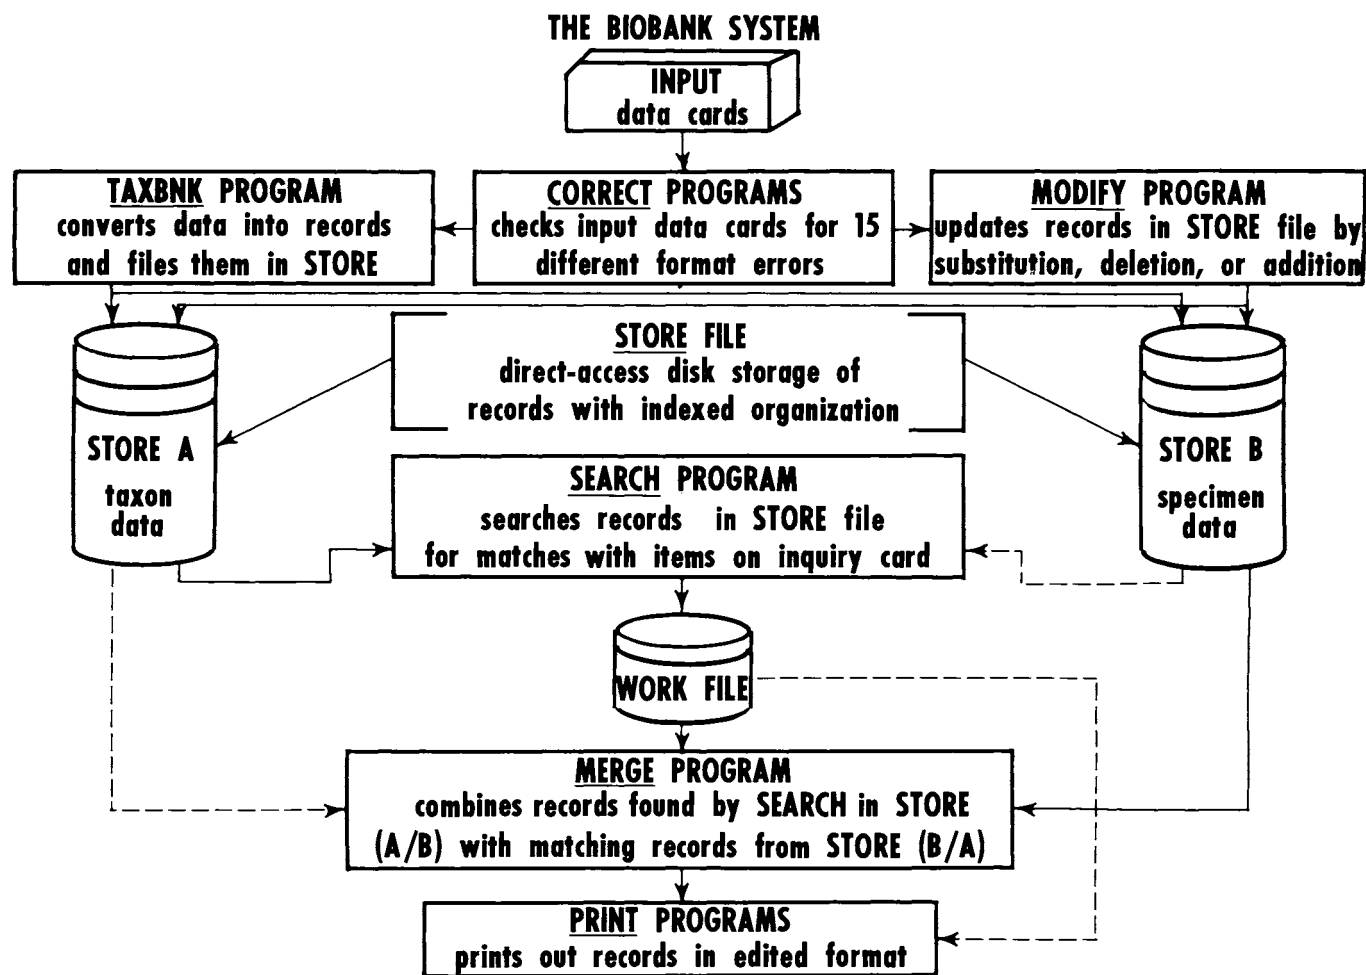 THE BIOBANK SYSTEM
INPUT
data cards
TAXBNK PROGRAM
converts data into records
and files them in STORE
CORRECT PROGRAMS
checks input data cards for 15
different format errors
MODIFY PROGRAM
updates records in STORE file by
substitution, deletion, or addition
STORE FILE
direct-access disk storage of
records with indexed organization
STORE A
taxon
data
STORE B
specimen
data
SEARCH PROGRAM
searches records in STORE file
for matches with items on inquiry card
WORK FILE
MERGE PROGRAM
combines records found by SEARCH in STORE
(A/B) with matching records from STORE (B/A)
PRINT PROGRAMS
prints out records in edited format